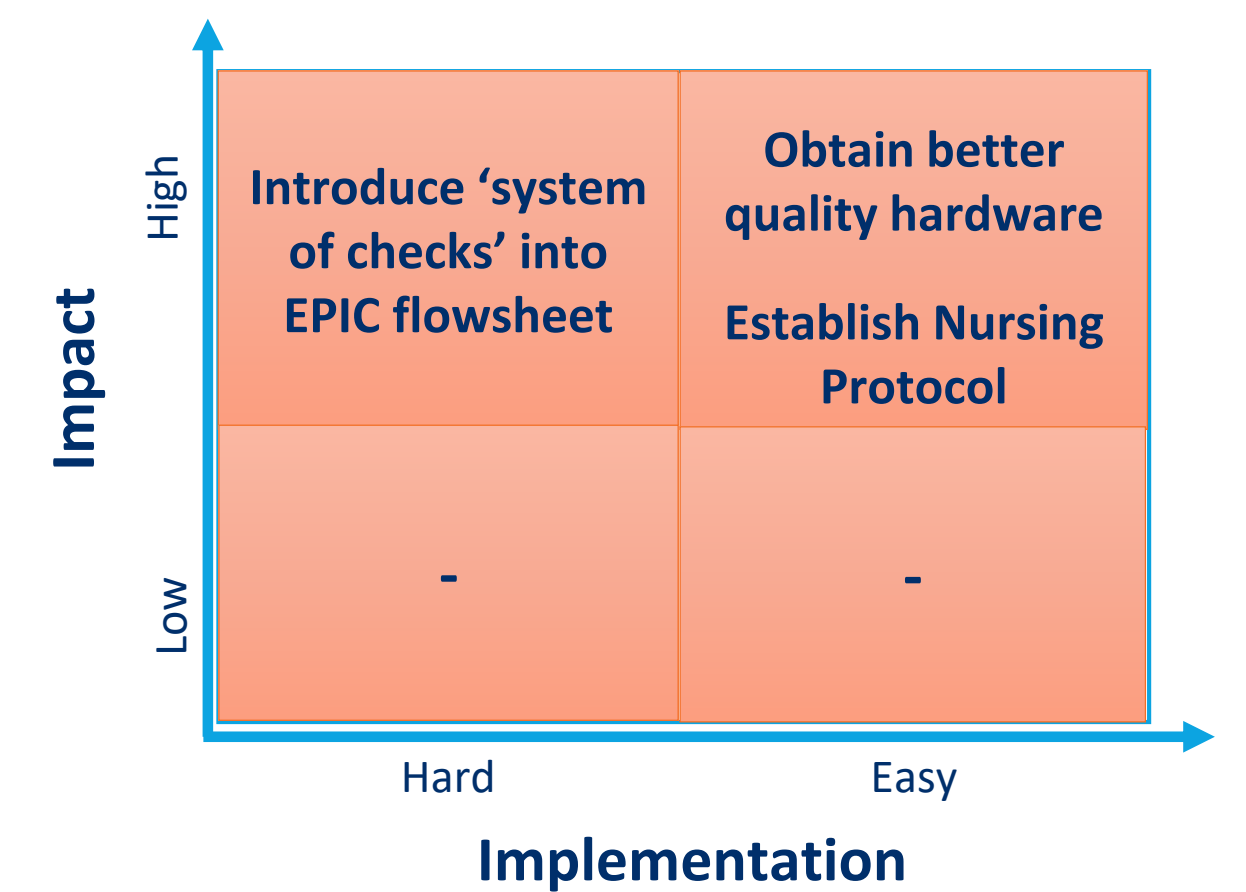 Impact
High
Low
Introduce ‘system
of checks’ into
EPIC flowsheet
Obtain better
quality hardware
Establish Nursing
Protocol
-
-
Hard
Easy
Implementation